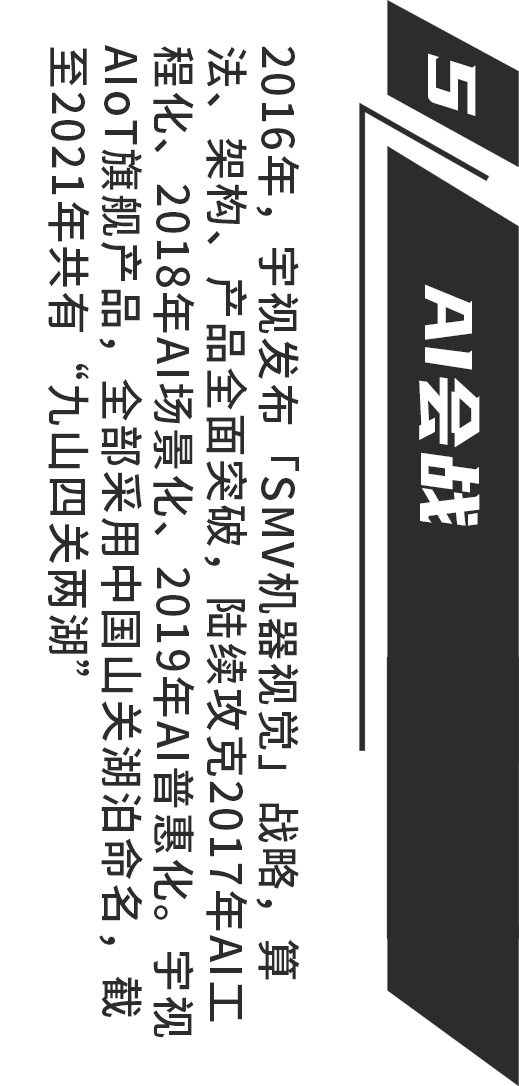 5
AI会战
2016年，宇视发布「SMV机器视觉」战略，算
法、架构、产品全面突破，陆续攻克2017年AI工
程化、2018年AI场景化、2019年AI普惠化。宇视
AIoT旗舰产品，全部采用中国山关湖泊命名，截
至2021年共有“九山四关两湖”